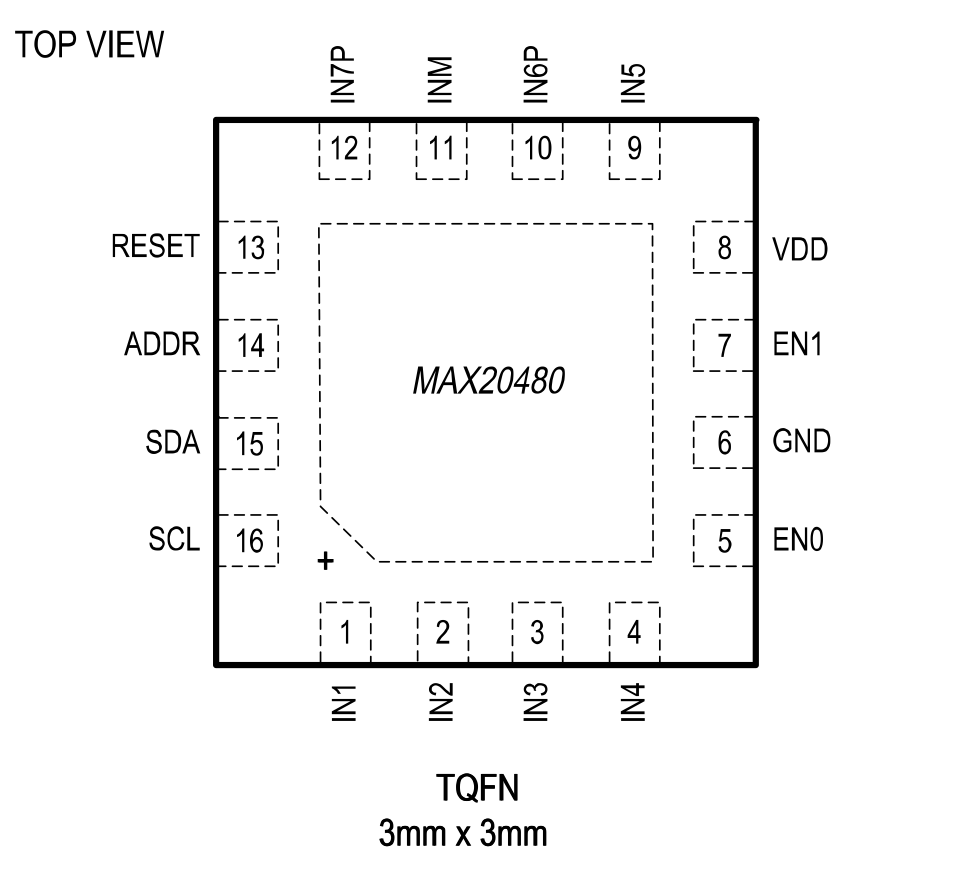 TOP VIEW
IN7P INM IN6P IN5
12 11 10 9
RESET 13 8 VDD
ADDR 14 7 EN1
MAX20480
SDA 15 6 GND
SCL 16 5 EN0
+
1 2 3 4
IN1 IN2 IN3 IN4
TQFN
3mm x 3mm